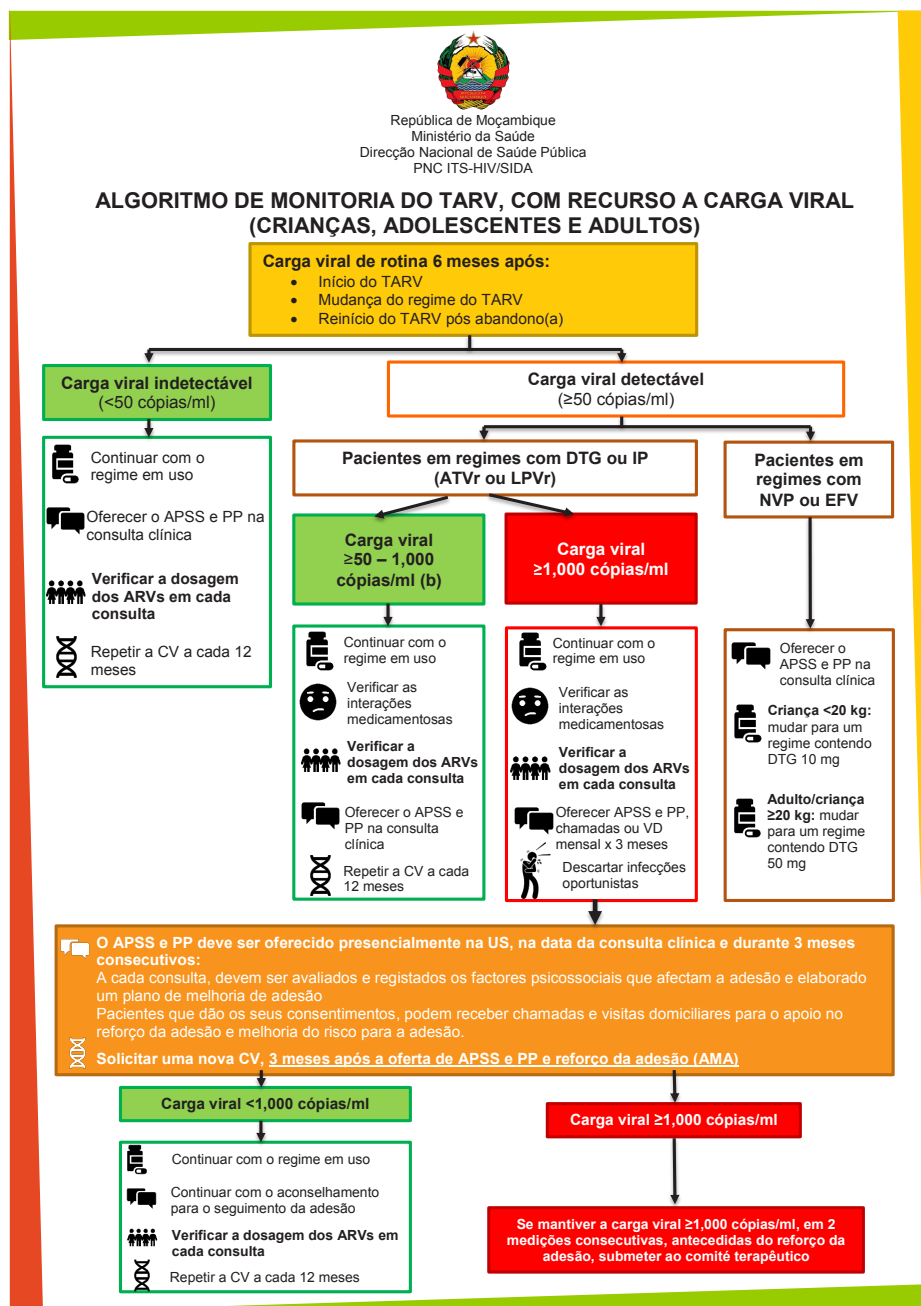 República de Moçambique
Ministério da Saúde
Direcção Nacional de Saúde Pública
PNC ITS-HIV/SIDA
ALGORITMO DE MONITORIA DO TARV, COM RECURSO A CARGA VIRAL
(CRIANÇAS, ADOLESCENTES E ADULTOS)
Carga viral de rotina 6 meses após:
• Início do TARV
• Mudança do regime do TARV
• Reinício do TARV pós abandono(a)
Carga viral indetectável
(<50 cópias/ml)
Continuar com o
regime em uso
Oferecer o APSS e PP na
consulta clínica
Verificar a dosagem
dos ARVs em cada
consulta
Repetir a CV a cada 12
meses
Carga viral detectável
(≥50 cópias/ml)
Pacientes em regimes com DTG ou IP
(ATVr ou LPVr)
Carga viral
≥50 – 1,000
cópias/ml (b)
Continuar com o
regime em uso
Verificar as
interações
medicamentosas
Verificar a
dosagem dos ARVs
em cada consulta
Oferecer o APSS e
PP na consulta
clínica
Repetir a CV a cada
12 meses
Carga viral
≥1,000 cópias/ml
Continuar com o
regime em uso
Verificar as
interações
medicamentosas
Verificar a
dosagem dos ARVs
em cada consulta
Oferecer APSS e PP,
chamadas ou VD
mensal x 3 meses
Descartar infecções
oportunistas
Pacientes em
regimes com
NVP ou EFV
Oferecer o
APSS e PP na
consulta clínica
Criança <20 kg:
mudar para um
regime contendo
DTG 10 mg
Adulto/criança
≥20 kg: mudar
para um regime
contendo DTG
50 mg
O APSS e PP deve ser oferecido presencialmente na US, na data da consulta clínica e durante 3 meses
consecutivos:
A cada consulta, devem ser avaliados e registados os factores psicossociais que afectam a adesão e elaborado
um plano de melhoria de adesão
Pacientes que dão os seus consentimentos, podem receber chamadas e visitas domiciliares para o apoio no
reforço da adesão e melhoria do risco para a adesão.
Solicitar uma nova CV, 3 meses após a oferta de APSS e PP e reforço da adesão (AMA)
Carga viral <1,000 cópias/ml
Continuar com o regime em uso
Continuar com o aconselhamento
para o seguimento da adesão
Verificar a dosagem dos ARVs em
cada consulta
Repetir a CV a cada 12 meses
Carga viral ≥1,000 cópias/ml
Se mantiver a carga viral ≥1,000 cópias/ml, em 2
medições consecutivas, antecedidas do reforço da
adesão, submeter ao comité terapêutico